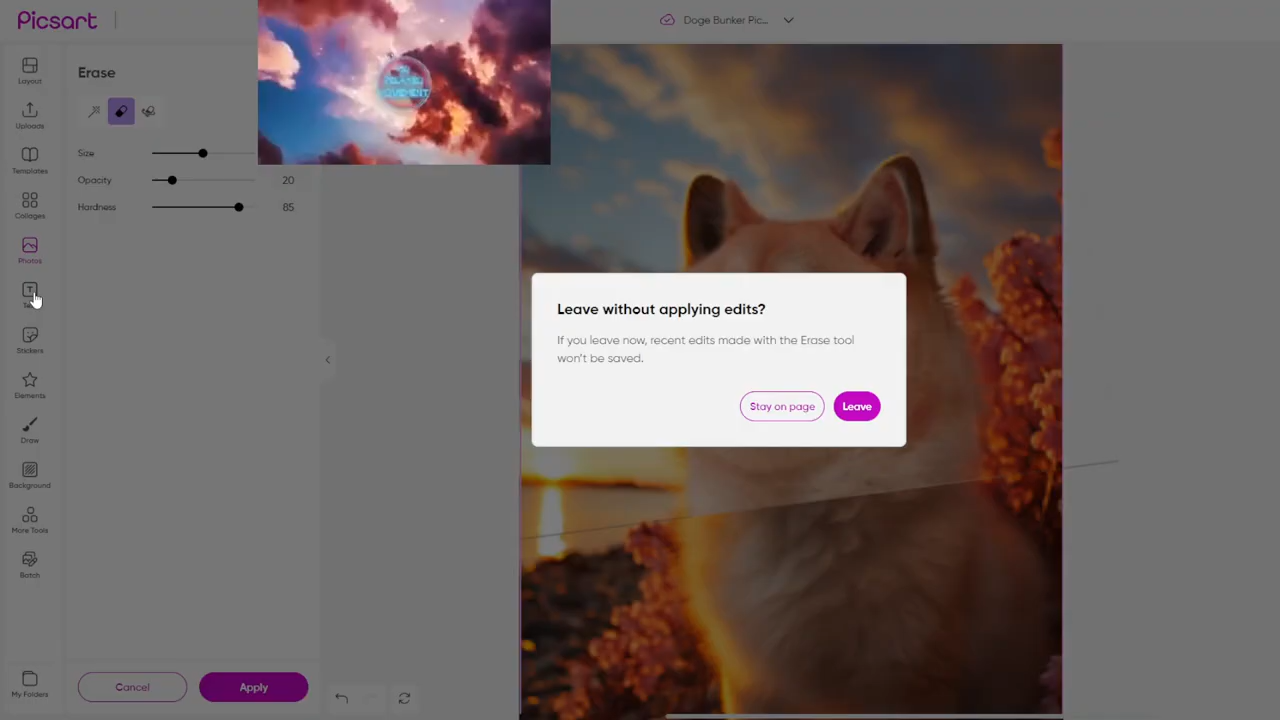 Picsart
Doge Bunker Pic...
Layout
Uploads
Templates
Collages
Photos
Stickers
Elements
Draw
Background
More Tools
Batch
My Folders
Erase
Size
Opacity 20
Hardness 85
Leave without applying edits?
If you leave now, recent edits made with the Erase tool
won't be saved.
Stay on page Leave
Cancel Apply